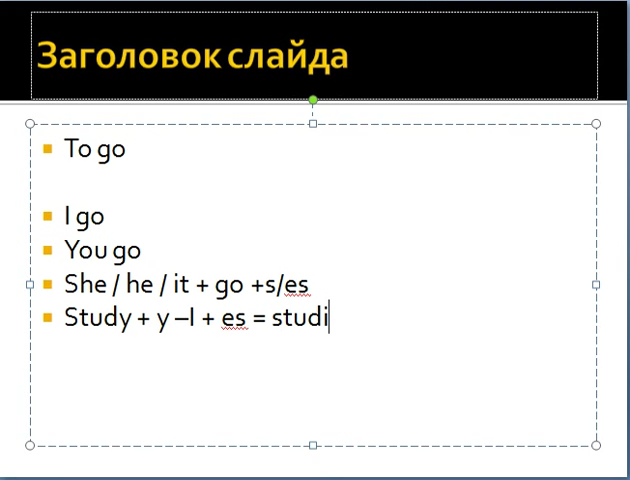 Заголовок слайда
To go
I go
You go
She / he / it + go +s/es
Study + y –I + es = studi